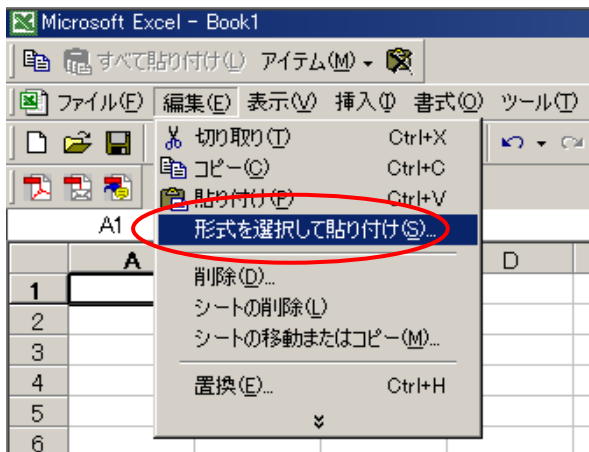 Microsoft Excel - Book1
すべて貼り付け(L) アイテム(M)
ファイル(F) 編集(E) 表示(V) 挿入(I) 書式(O) ツール(T)
切り取り(T) Ctrl+X
コピー(C) Ctrl+C
貼り付け(P) Ctrl+V
形式を選択して貼り付け(S)...
削除(D)...
シートの削除(L)
シートの移動またはコピー(M)...
置換(E)... Ctrl+H
A1
A D
1
2
3
4
5
6